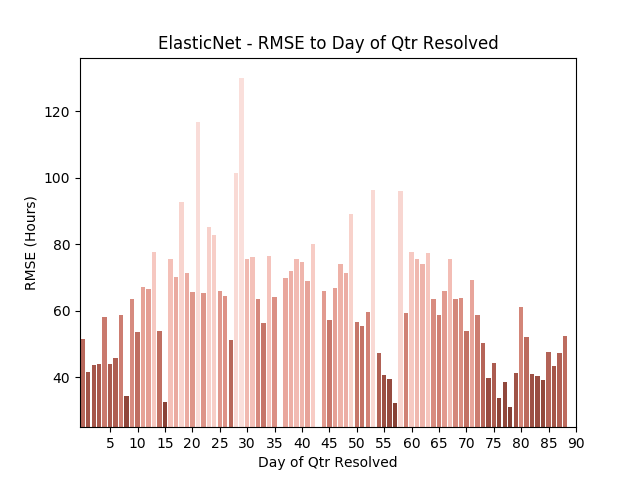 ElasticNet - RMSE to Day of Qtr Resolved
120
100
80
60
40
RMSE (Hours)
5 10 15 20 25 30 35 40 45 50 55 60 65 70 75 80 85 90
Day of Qtr Resolved